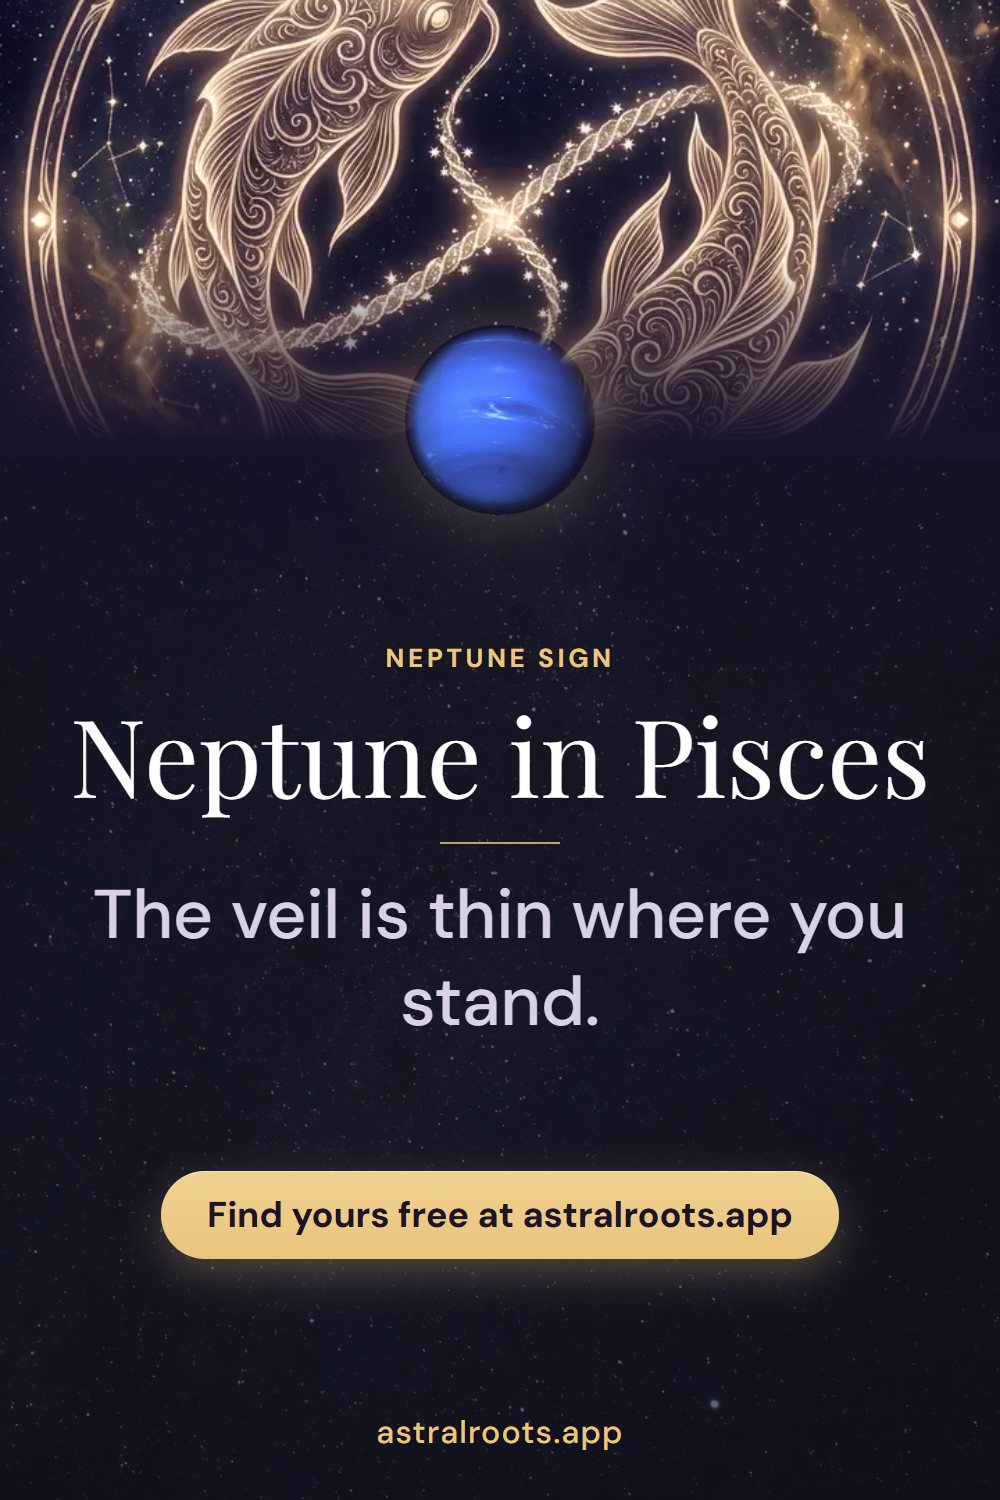 NEPTUNE SIGN
Neptune in Pisces
The veil is thin where you
stand.
Find yours free at astralroots.app
astralroots.app